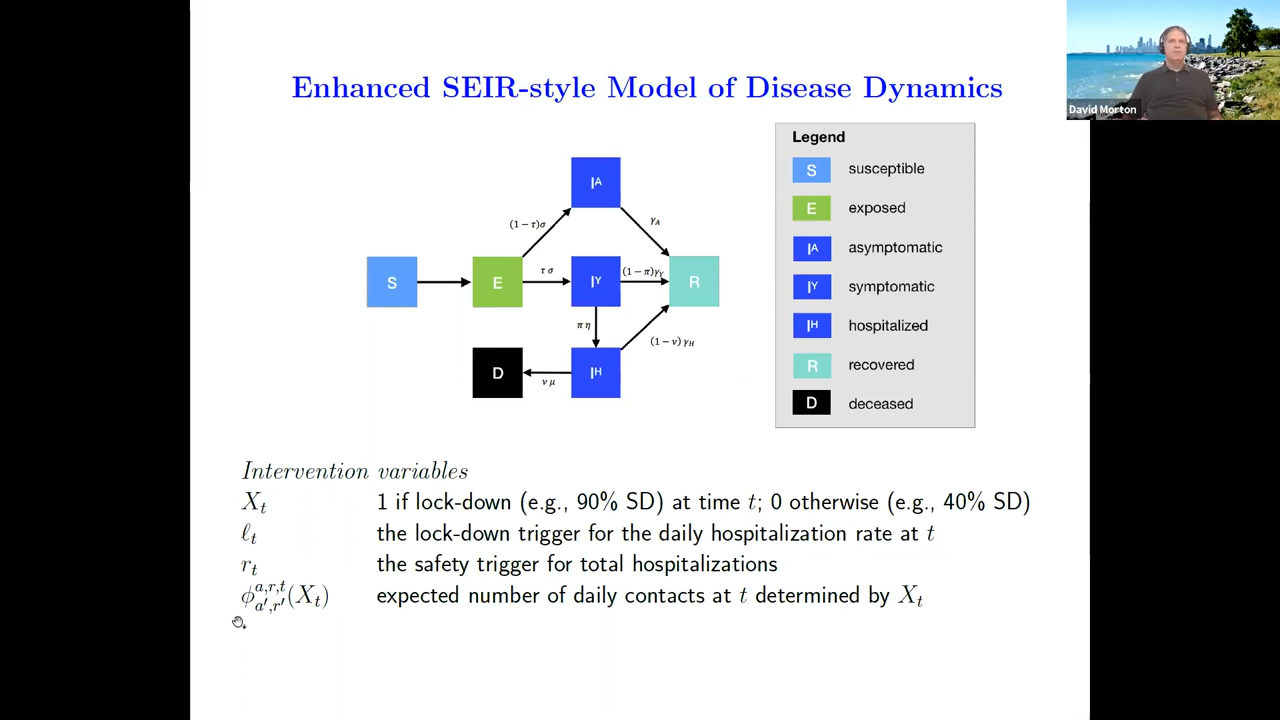 David Morton
Enhanced SEIR-style Model of Disease Dynamics
Legend
S susceptible
E exposed
I^A asymptomatic
I^Y symptomatic
I^H hospitalized
R recovered
D deceased
I^A
(1 − τ)σ
γ_A
S
E
τ σ
I^Y
(1 − π)γ_Y
R
π η
(1 − ν) γ_H
D
ν μ
I^H
Intervention variables
X_t 1 if lock-down (e.g., 90% SD) at time t; 0 otherwise (e.g., 40% SD)
ℓ_t the lock-down trigger for the daily hospitalization rate at t
r_t the safety trigger for total hospitalizations
ϕ^{a,r,t}_{a′,r′}(X_t) expected number of daily contacts at t determined by X_t